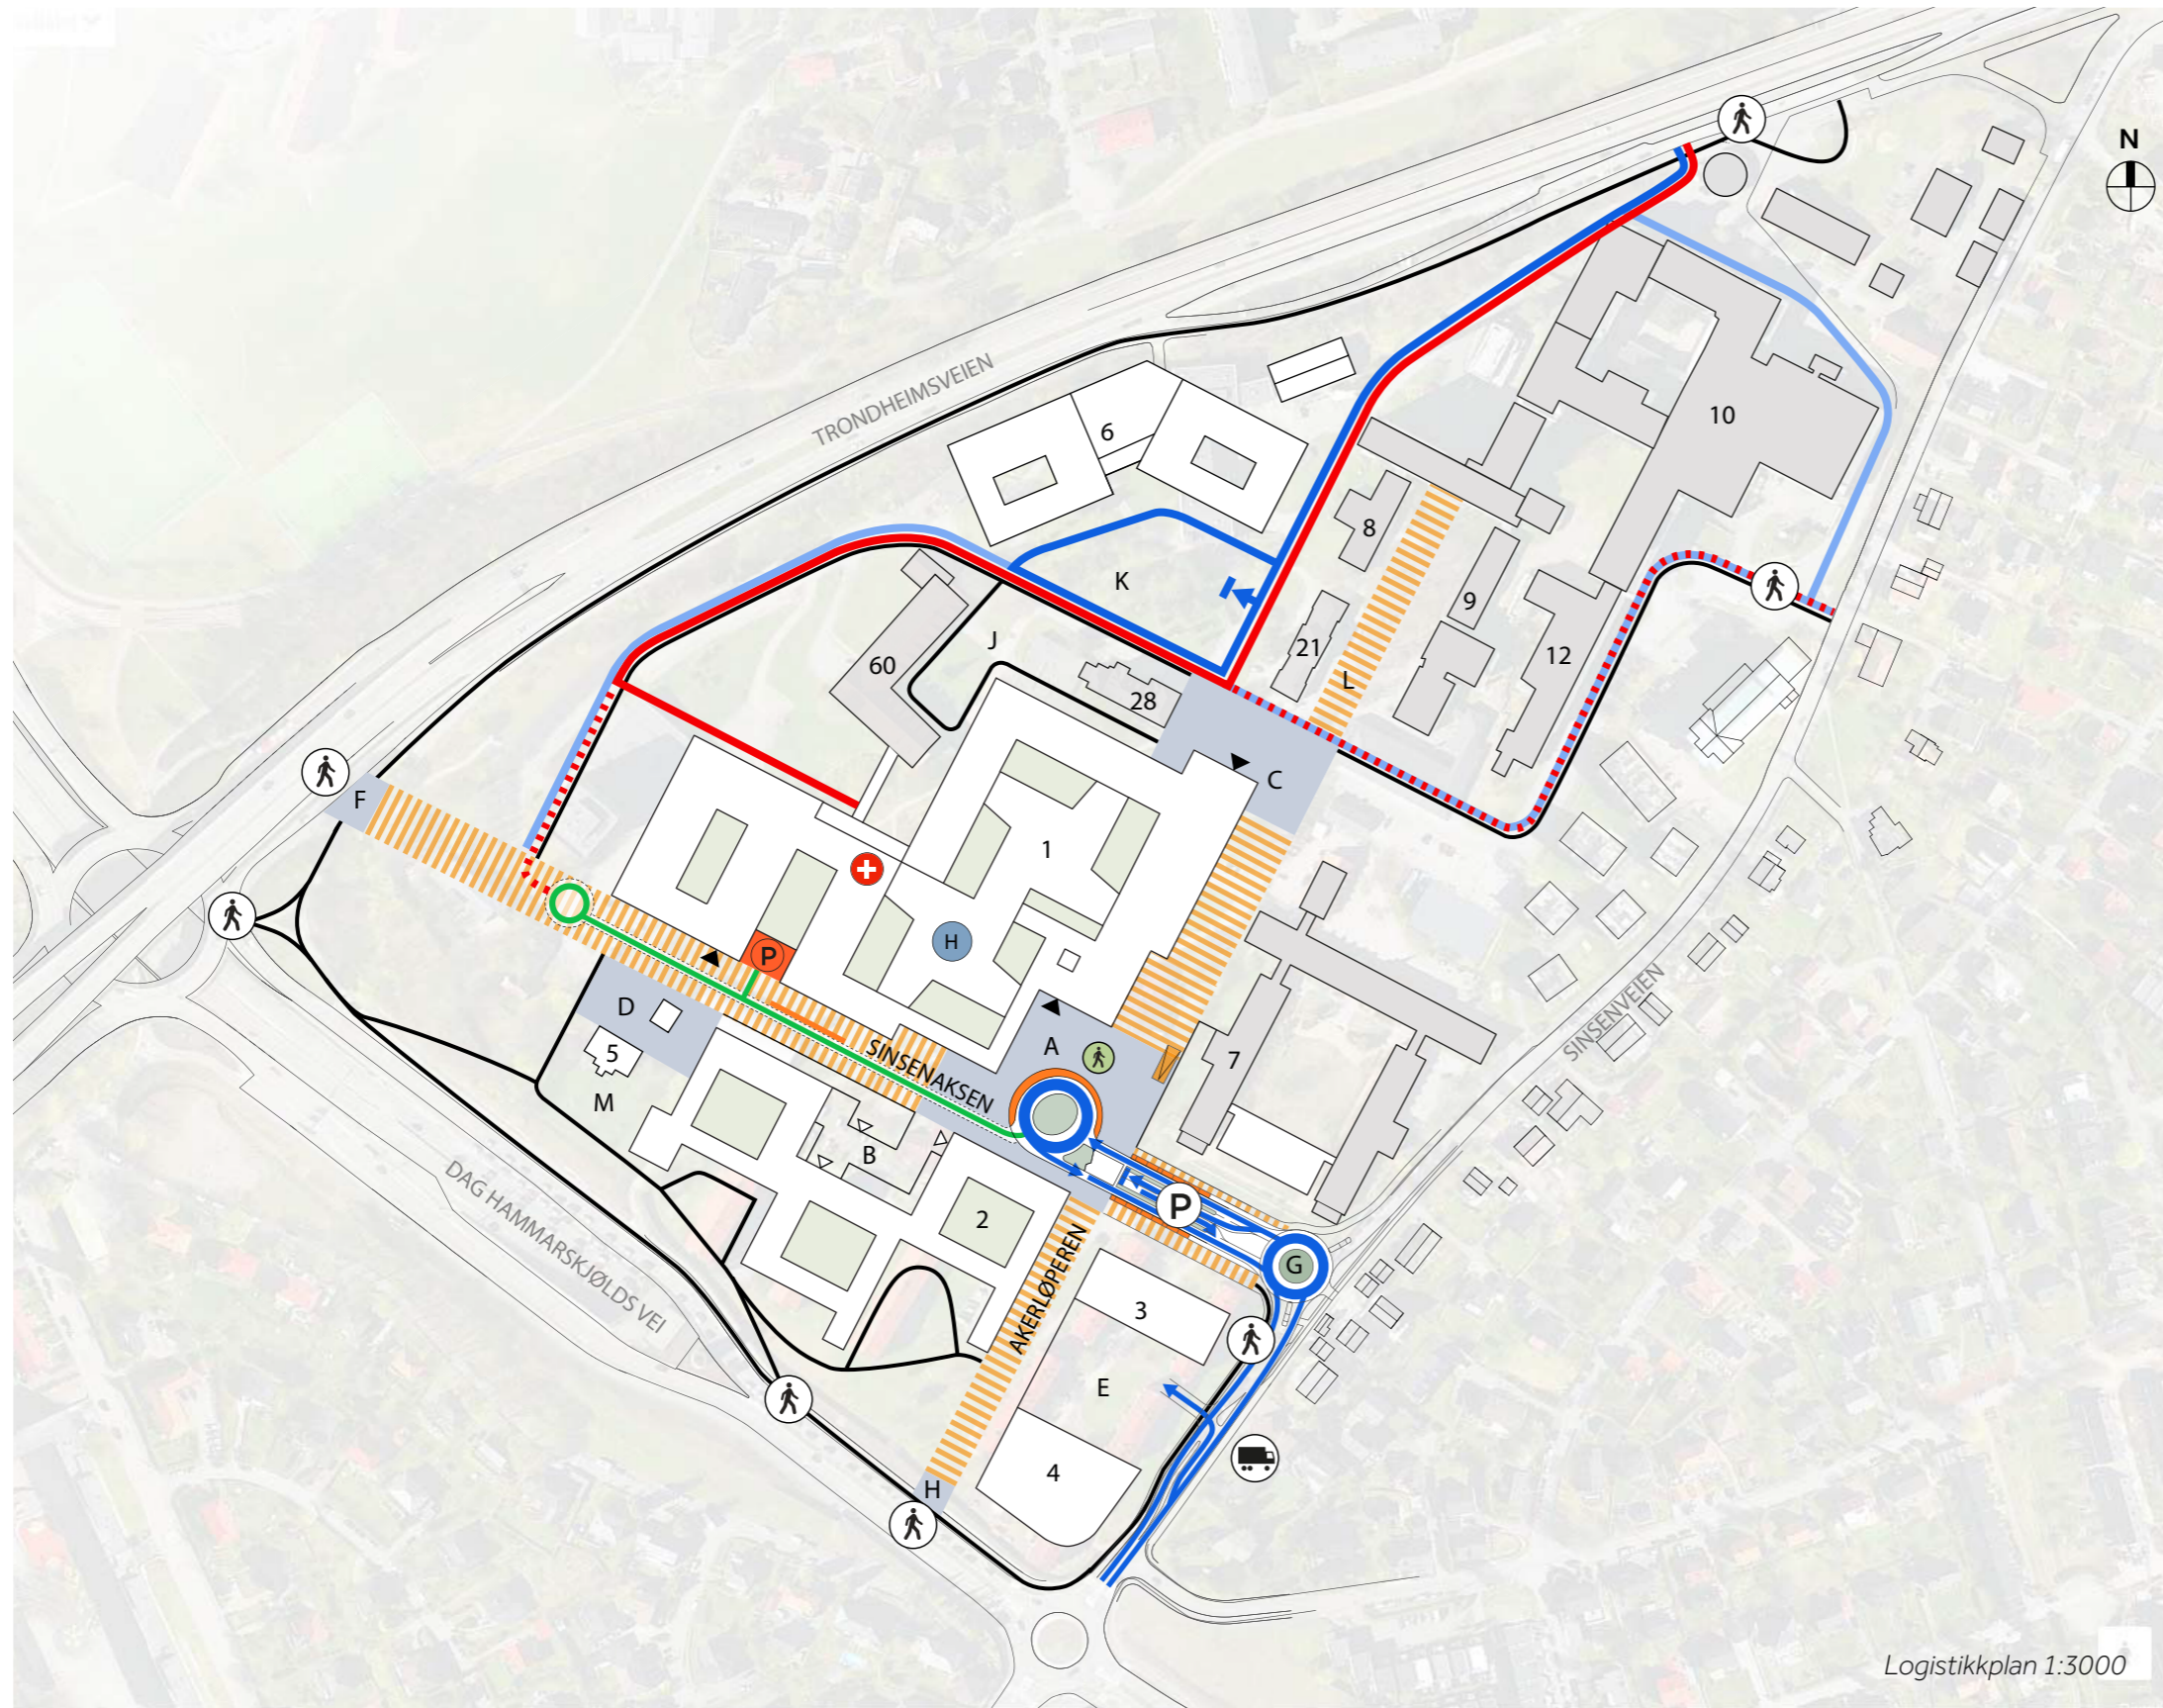 N
TRONDHEIMSVEIEN
6
10
8
K
9
21
J
60
12
L
28
C
F
1
H
P
D
SINSENVEIEN
A
5
SINSENAKSEN
7
M
B
DAG HAMMARSKJØLDS VEI
P
2
G
AKERLØPEREN
3
E
4
H
Logistikkplan 1:3000